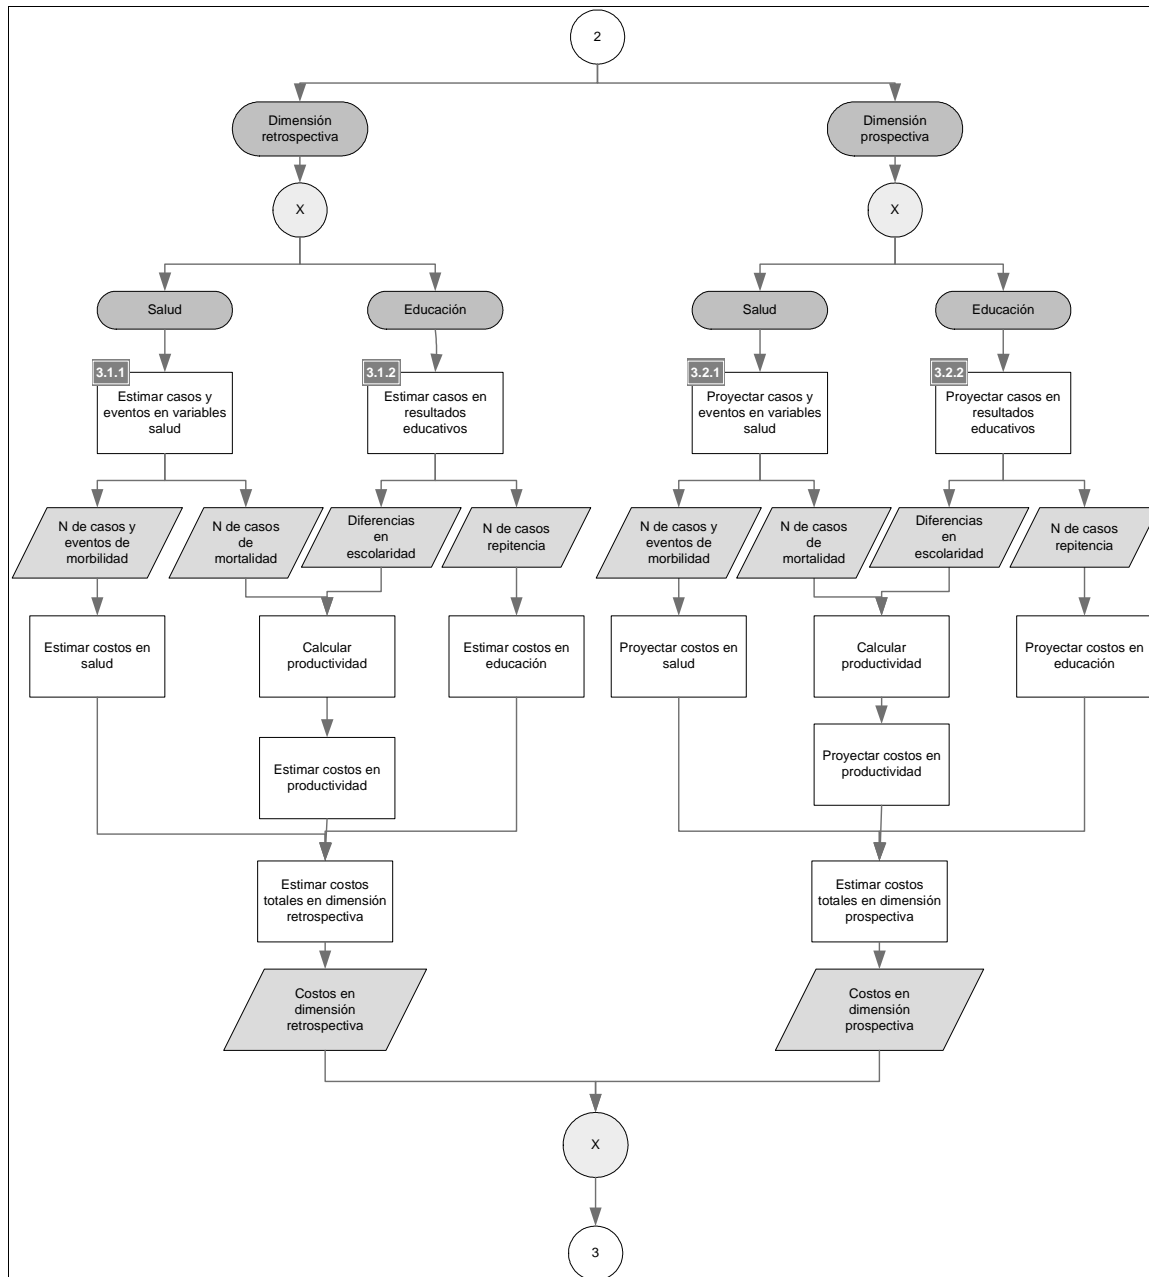 2
Dimensión
retrospectiva
Dimensión
prospectiva
X
X
Salud
Educación
Salud
Educación
3.1.1
Estimar casos y
eventos en variables
salud
3.1.2
Estimar casos en
resultados
educativos
3.2.1
Proyectar casos y
eventos en variables
salud
3.2.2
Proyectar casos en
resultados
educativos
N de casos y
eventos de
morbilidad
N de casos
de
mortalidad
Diferencias
en
escolaridad
N de casos
repitencia
N de casos y
eventos de
morbilidad
N de casos
de
mortalidad
Diferencias
en
escolaridad
N de casos
repitencia
Estimar costos en
salud
Calcular
productividad
Estimar costos en
educación
Proyectar costos en
salud
Calcular
productividad
Proyectar costos en
educación
Estimar costos en
productividad
Proyectar costos en
productividad
Estimar costos
totales en dimensión
retrospectiva
Estimar costos
totales en dimensión
prospectiva
Costos en
dimensión
retrospectiva
Costos en
dimensión
prospectiva
X
3